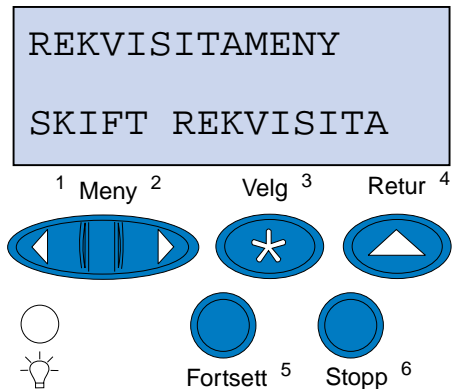 REKVISITAMENY
SKIFT REKVISITA
1 Meny 2 Velg 3 Retur 4
Fortsett 5 Stopp 6